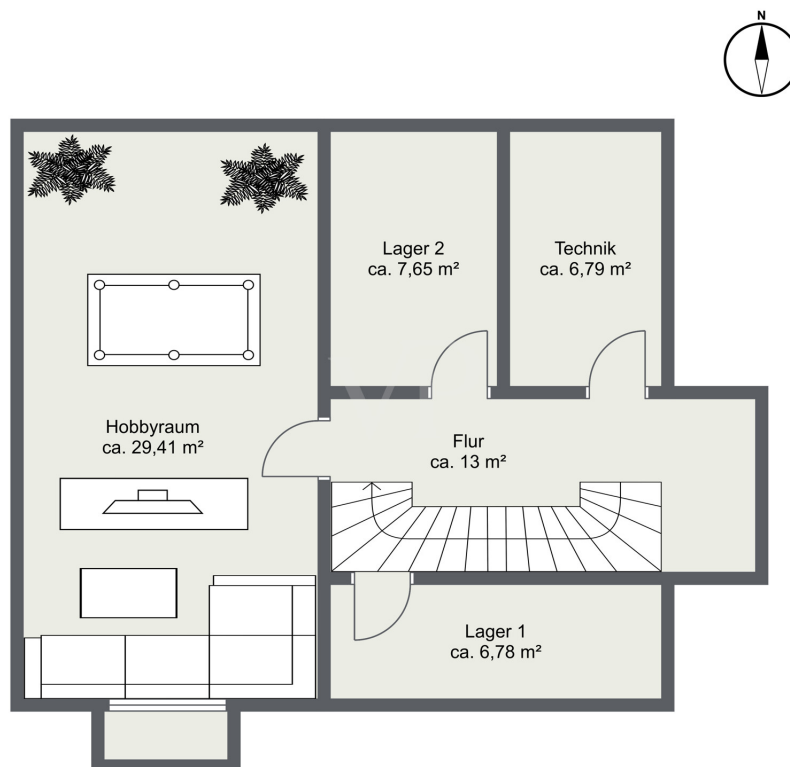 N
Lager 2
ca. 7,65 m²
Technik
ca. 6,79 m²
Hobbyraum
ca. 29,41 m²
Flur
ca. 13 m²
Lager 1
ca. 6,78 m²